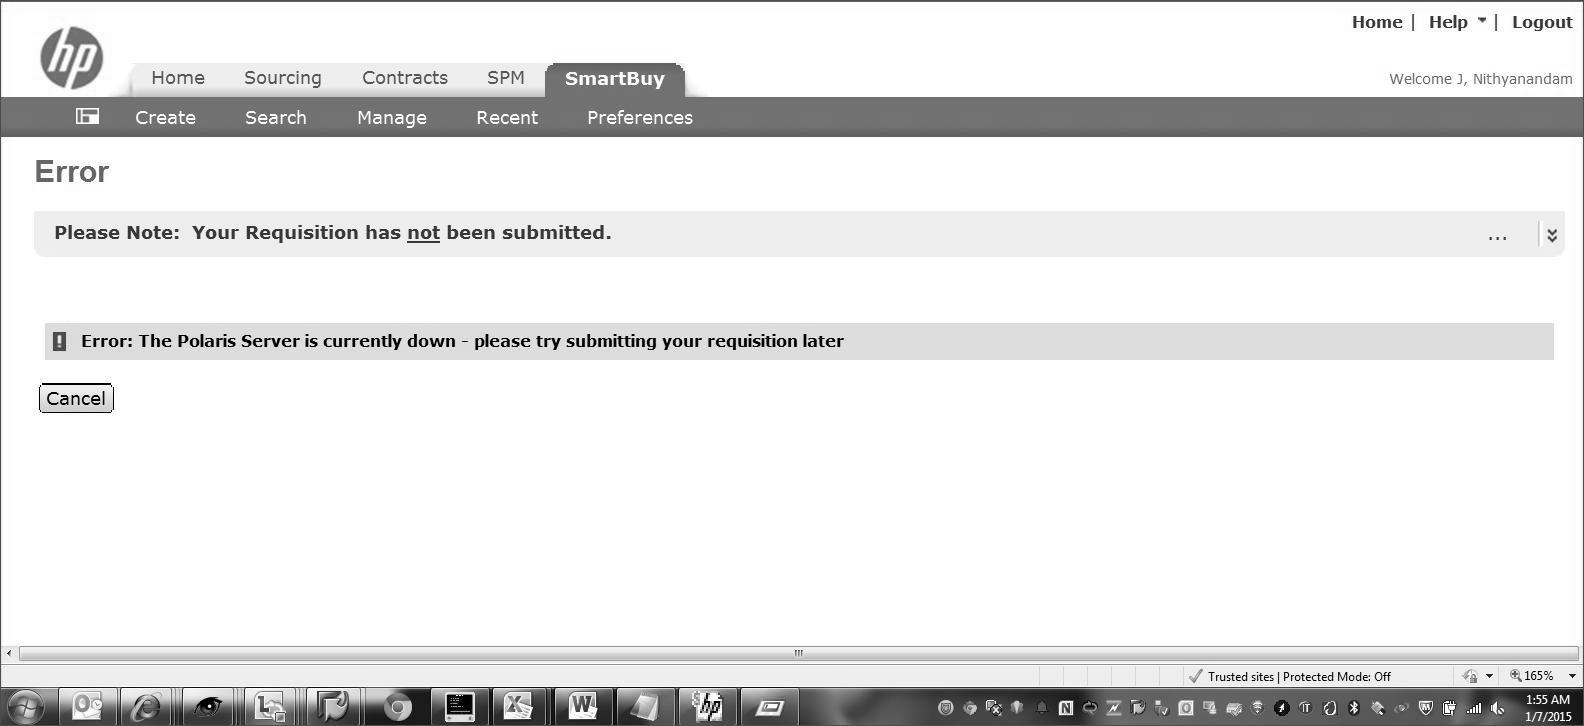 Home | Help | Logout
hp
Home Sourcing Contracts SPM SmartBuy
Welcome J, Nithyanandam
Create Search Manage Recent Preferences
Error
Please Note: Your Requisition has not been submitted.
...
Error: The Polaris Server is currently down - please try submitting your requisition later
Cancel
Trusted sites | Protected Mode: Off
165%
1:55 AM
1/7/2015